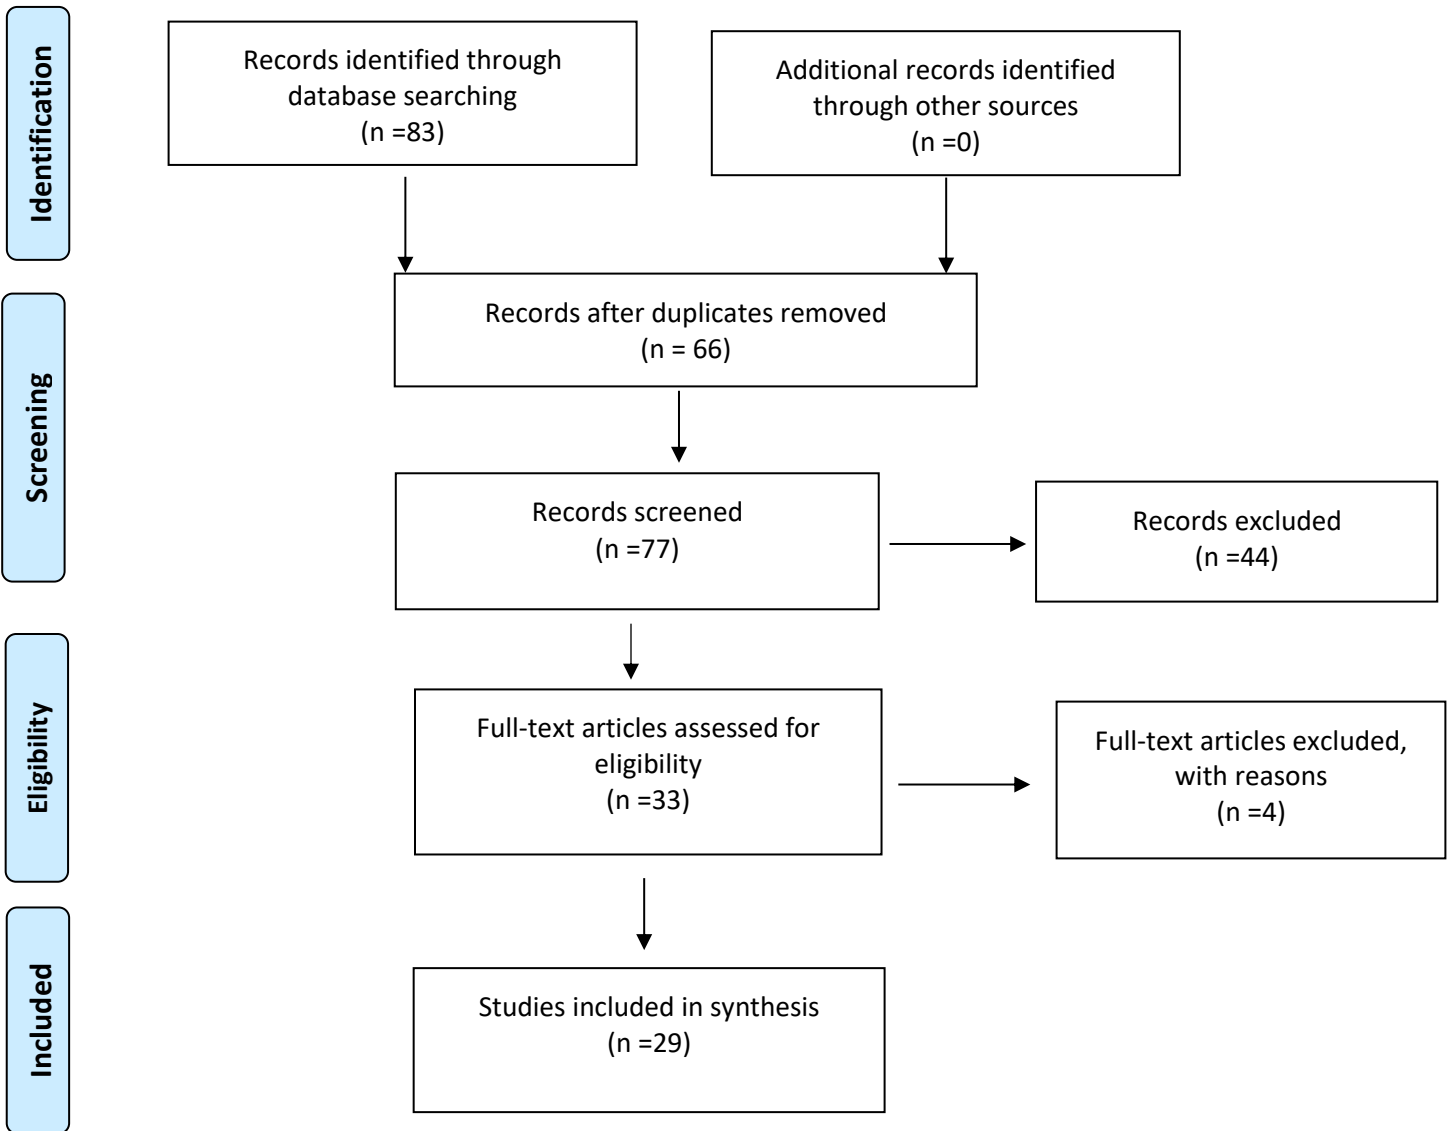 Identification
Records identified through
database searching
(n =83)
Additional records identified
through other sources
(n =0)
Records after duplicates removed
(n = 66)
Screening
Records screened
(n =77)
Records excluded
(n =44)
Eligibility
Full-text articles assessed for
eligibility
(n =33)
Full-text articles excluded,
with reasons
(n =4)
Included
Studies included in synthesis
(n =29)